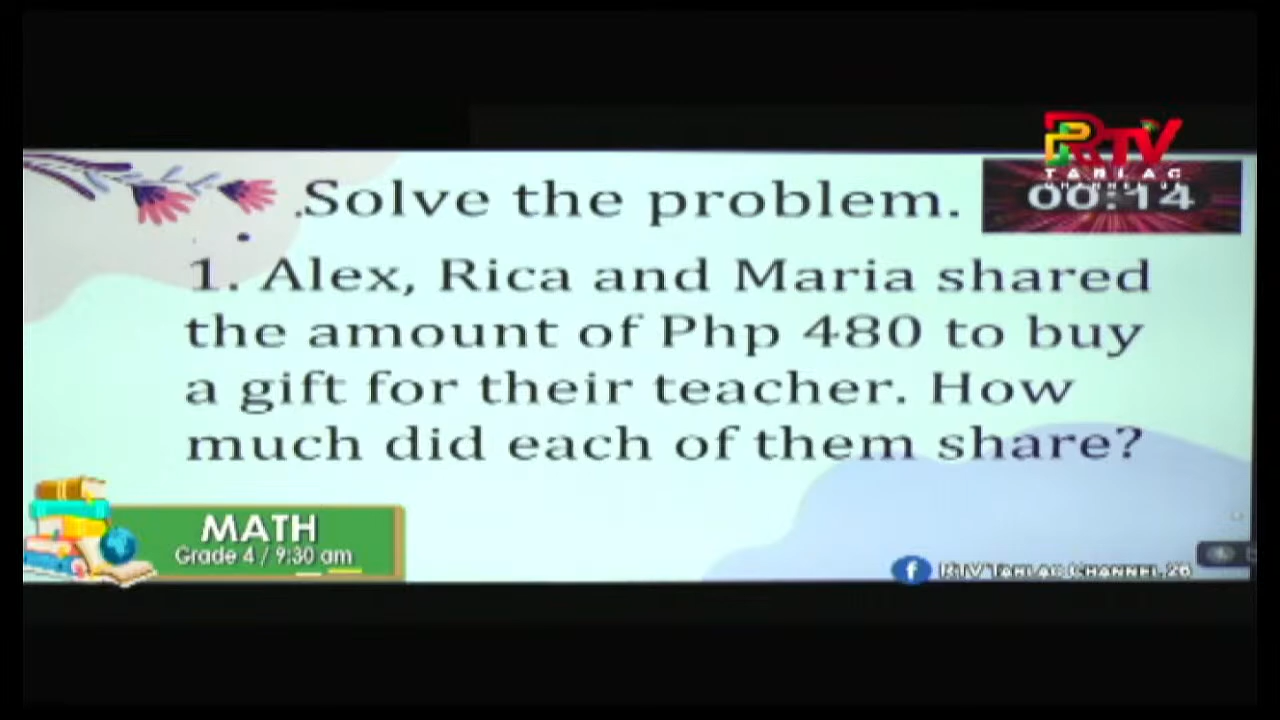 RTV
TARLAC
Solve the problem.
00:14
1. Alex, Rica and Maria shared
the amount of Php 480 to buy
a gift for their teacher. How
much did each of them share?
MATH
Grade 4 / 9:30 am
f RTV TARLAC CHANNEL 26